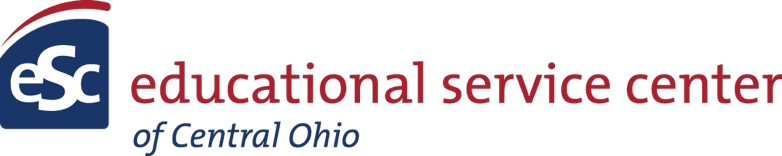 eSc
educational service center
of Central Ohio